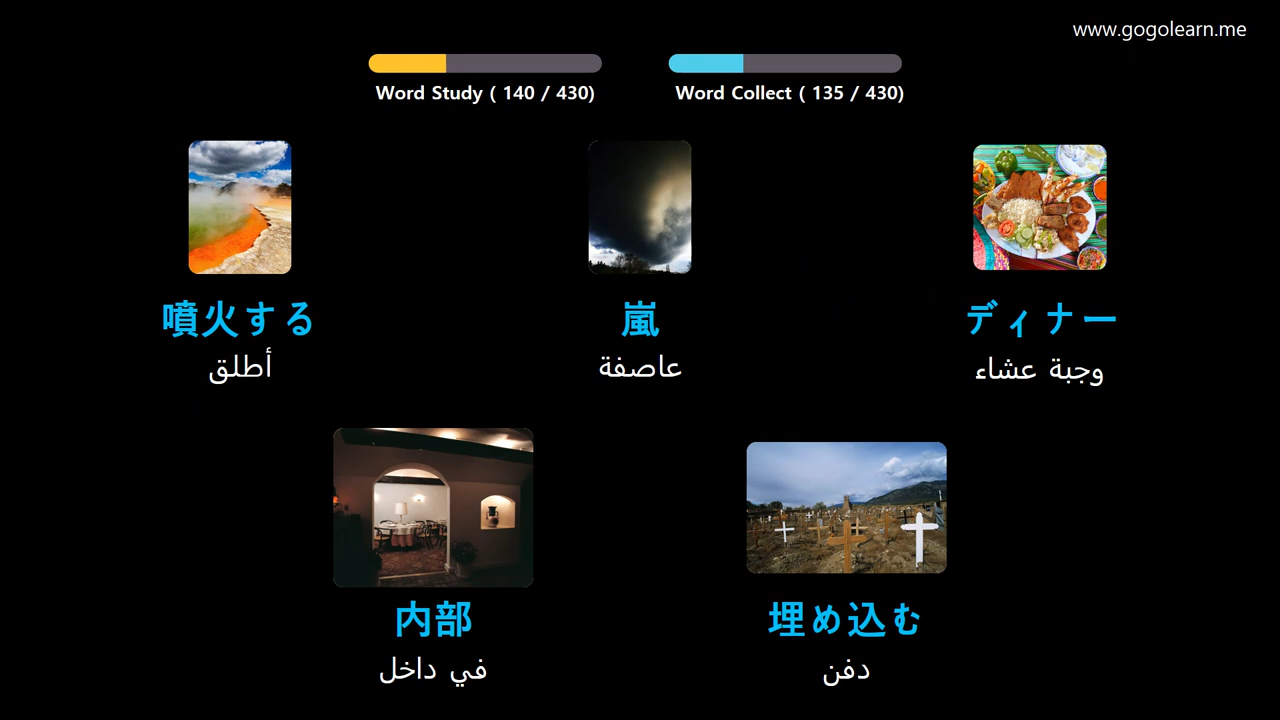 www.gogolearn.me
Word Study ( 140 / 430)
Word Collect ( 135 / 430)
噴火する
嵐
ディナー
أطلق
عاصفة
وجبة عشاء
内部
埋め込む
في داخل
دفن